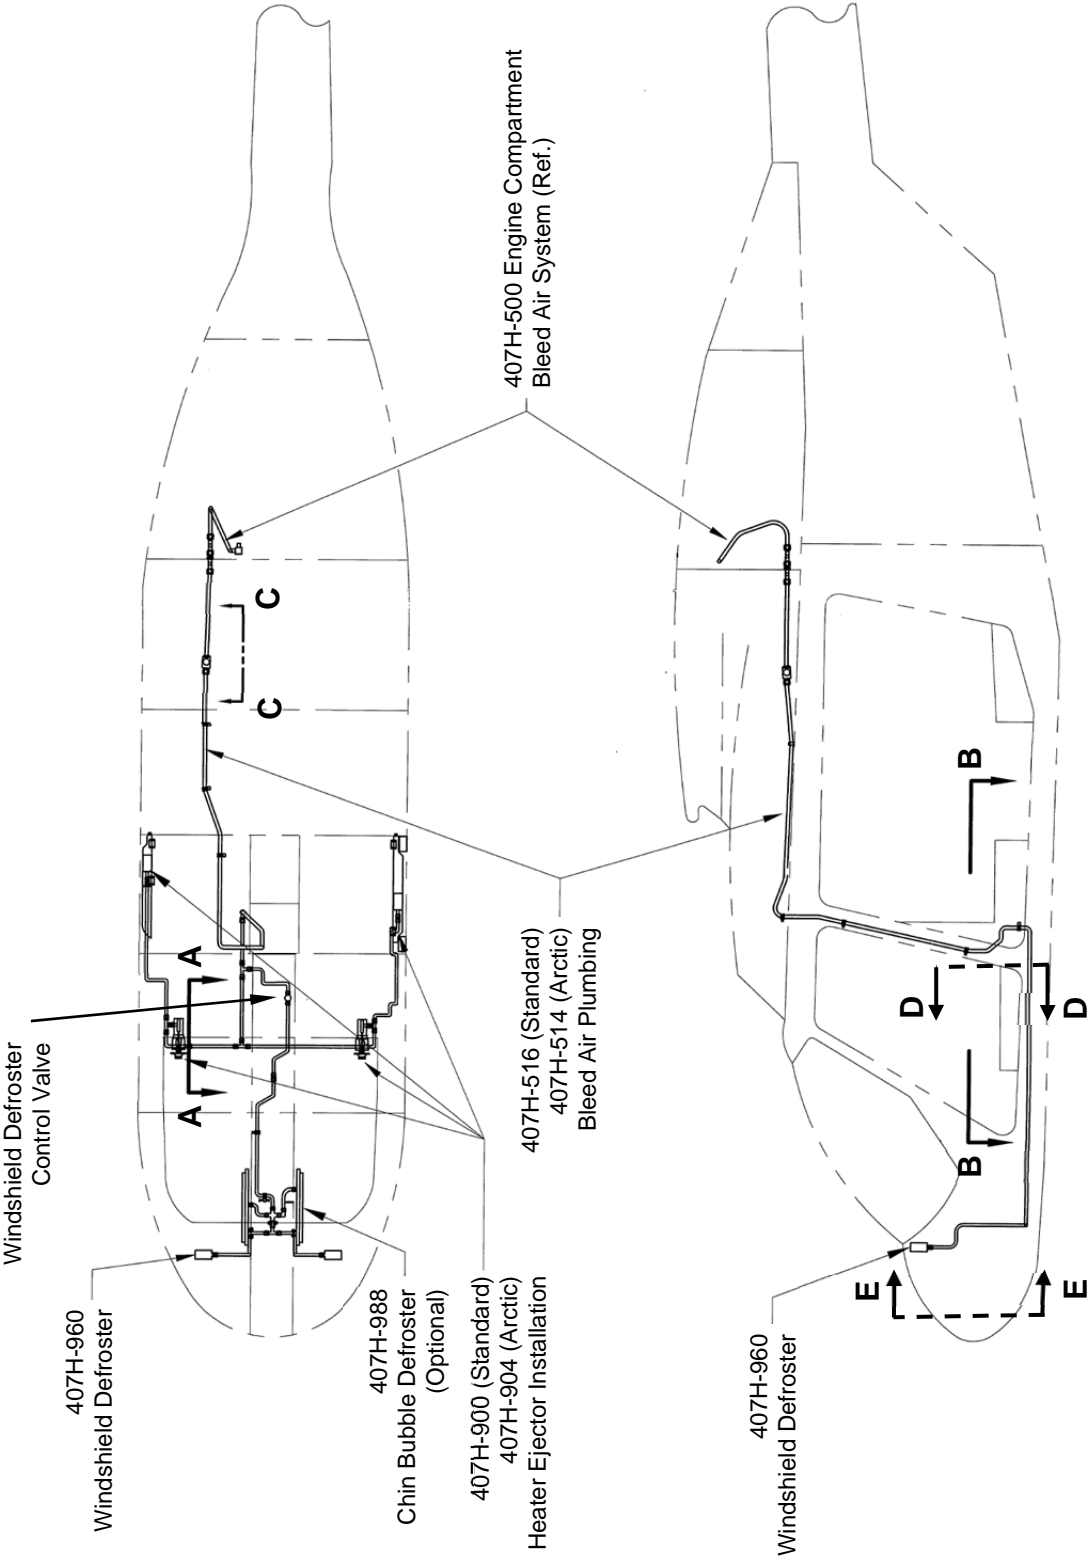 Windshield Defroster
Control Valve
407H-960
Windshield Defroster
407H-988
Chin Bubble Defroster
(Optional)
407H-900 (Standard)
407H-904 (Arctic)
Heater Ejector Installation
A
A
C
C
407H-500 Engine Compartment
Bleed Air System (Ref.)
407H-516 (Standard)
407H-514 (Arctic)
Bleed Air Plumbing
407H-960
Windshield Defroster
B
B
D
D
E
E